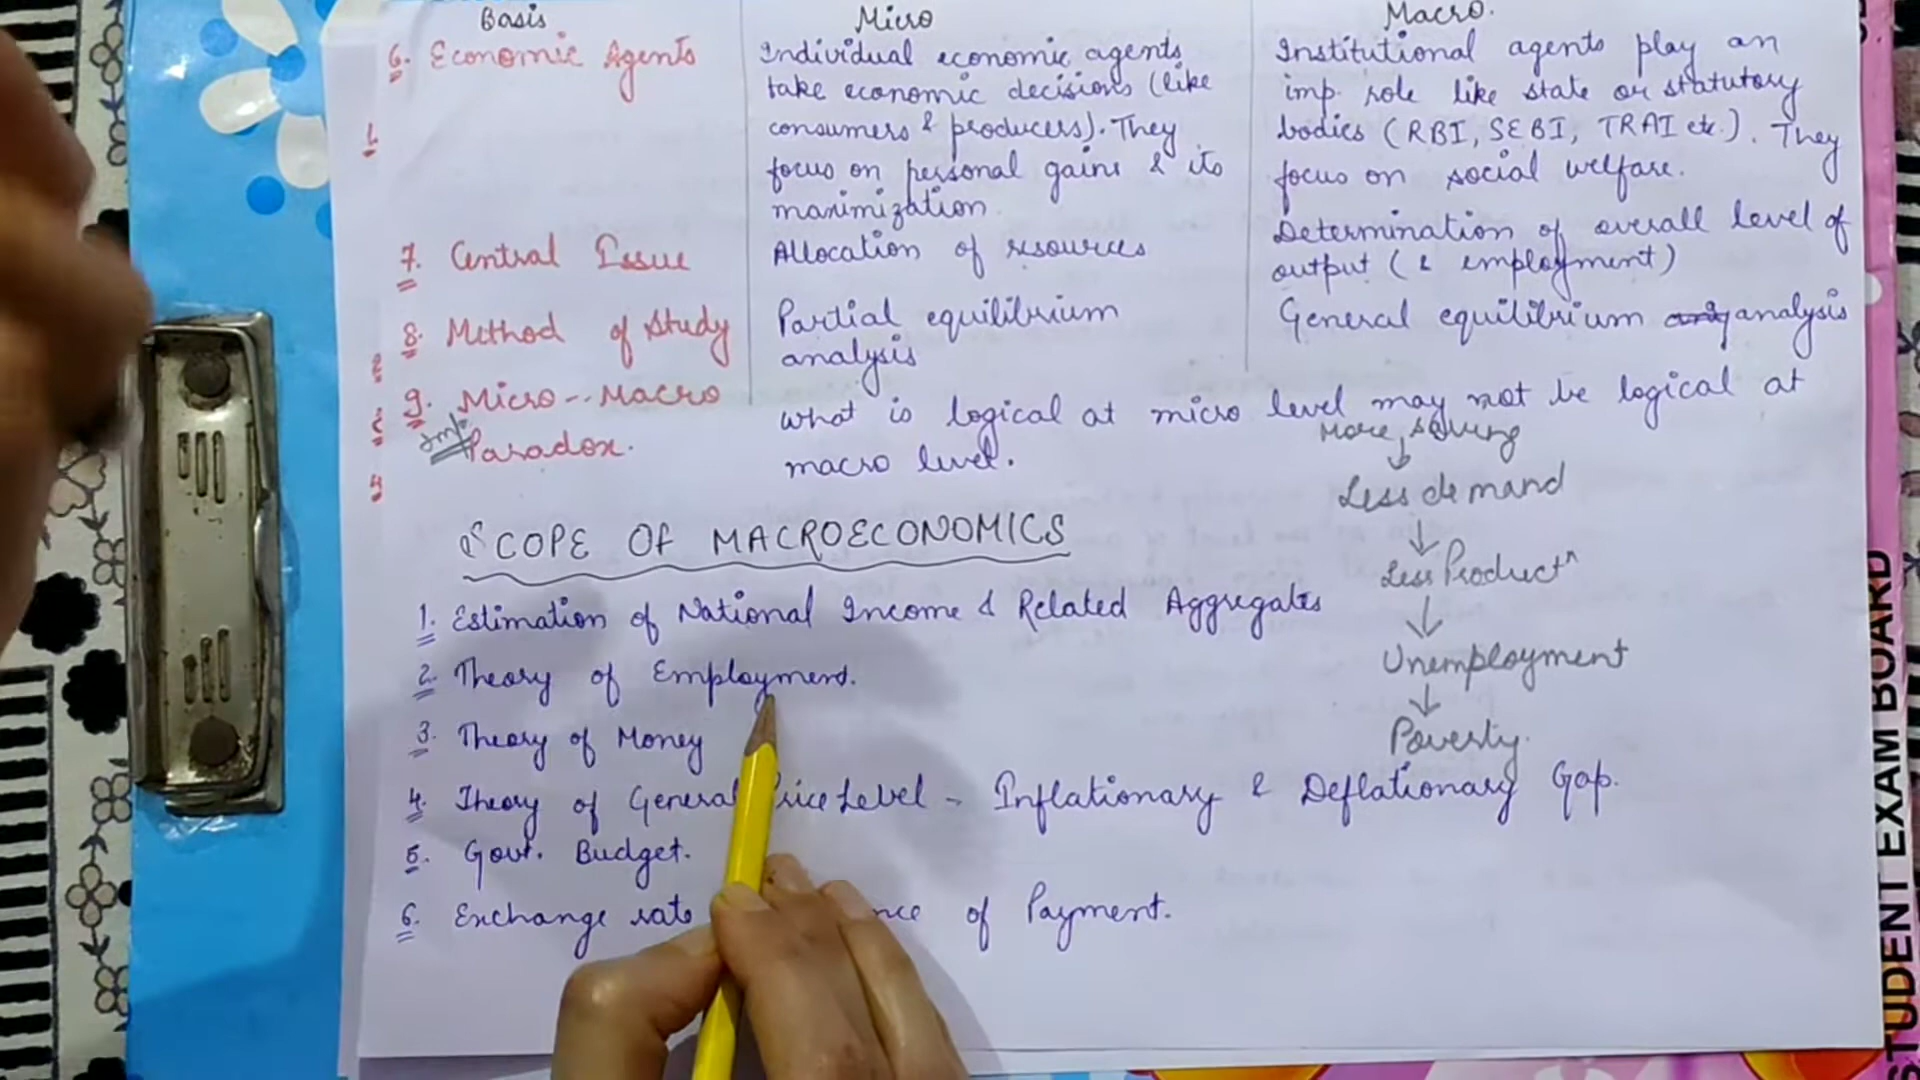 Basis Micro Macro.
6. Economic Agents Individual economic agents Institutional agents play an
take economic decisions (like imp. role like state or statutory
consumers & producers). They bodies (RBI, SEBI, TRAI etc.). They
focus on personal gains & its focus on social welfare.
maximization
7. Central Issue Allocation of resources Determination of overall level of
output ( & employment)
8. Method of Study Partial equilibrium General equilibrium analysis
analysis
9. Micro-Macro what is logical at micro level may not be logical at
Imp. Paradox. macro level.
More saving
Less demand
SCOPE OF MACROECONOMICS
Less Productn
1. Estimation of National Income & Related Aggregates
Unemployment
2. Theory of Employment.
3. Theory of Money
Poverty.
4. Theory of General Price Level - Inflationary & Deflationary Gap.
5. Govt. Budget.
6. Exchange rate of Payment.
STUDENT EXAM BOARD